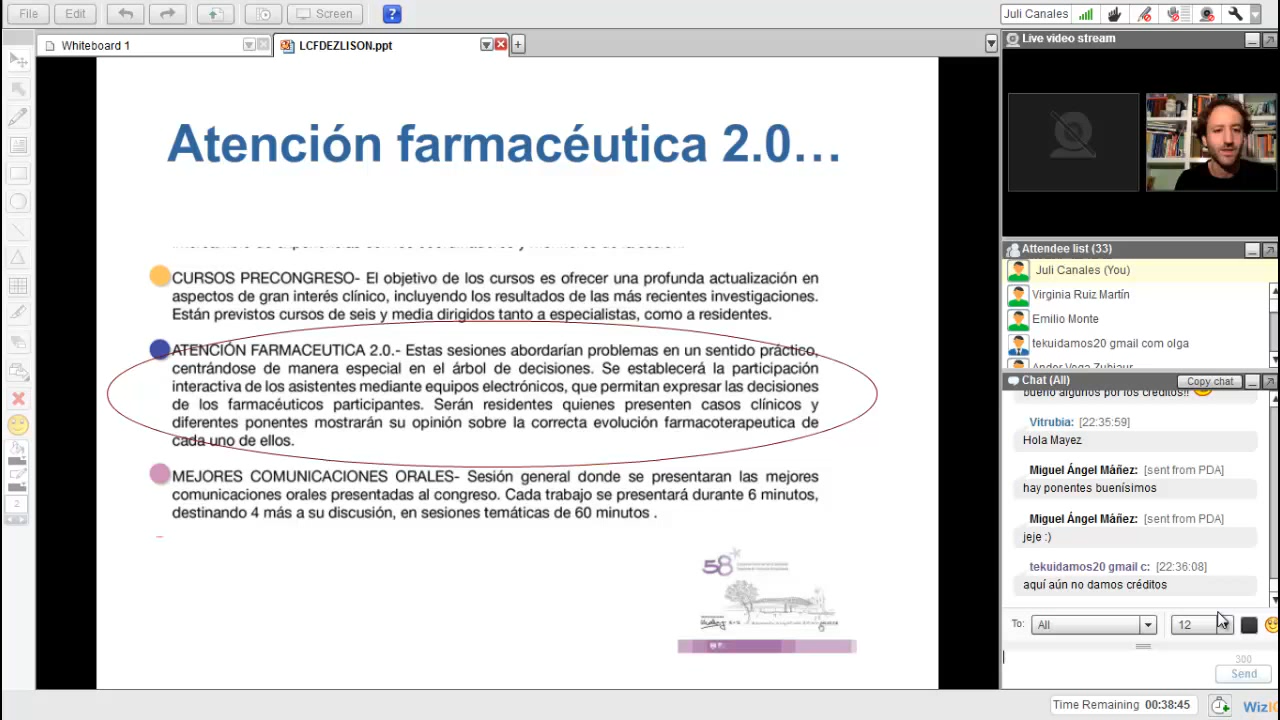 File
Edit
Screen
?
Juli Canales
Whiteboard 1
LCFDEZLISON.ppt
+
Live video stream
Atención farmacéutica 2.0…
CURSOS PRECONGRESO- El objetivo de los cursos es ofrecer una profunda actualización en
aspectos de gran interés clínico, incluyendo los resultados de las más recientes investigaciones.
Están previstos cursos de seis y media dirigidos tanto a especialistas, como a residentes.
ATENCIÓN FARMACEUTICA 2.0.- Estas sesiones abordarían problemas en un sentido práctico,
centrándose de manera especial en el árbol de decisiones. Se establecerá la participación
interactiva de los asistentes mediante equipos electrónicos, que permitan expresar las decisiones
de los farmacéuticos participantes. Serán residentes quienes presenten casos clínicos y
diferentes ponentes mostrarán su opinión sobre la correcta evolución farmacoterapeutica de
cada uno de ellos.
MEJORES COMUNICACIONES ORALES- Sesión general donde se presentaran las mejores
comunicaciones orales presentadas al congreso. Cada trabajo se presentará durante 6 minutos,
destinando 4 más a su discusión, en sesiones temáticas de 60 minutos .
58
2
Attendee list (33)
Juli Canales (You)
Virginia Ruiz Martín
Emilio Monte
tekuidamos20 gmail com olga
Ander Vega Zubiaur
Chat (All)
Copy chat
bueno algunos por los créditos!!
Vitrubia: [22:35:59]
Hola Mayez
Miguel Ángel Máñez: [sent from PDA]
hay ponentes buenísimos
Miguel Ángel Máñez: [sent from PDA]
jeje :)
tekuidamos20 gmail c: [22:36:08]
aquí aún no damos créditos
To:
All
12
300
Send
Time Remaining 00:38:45